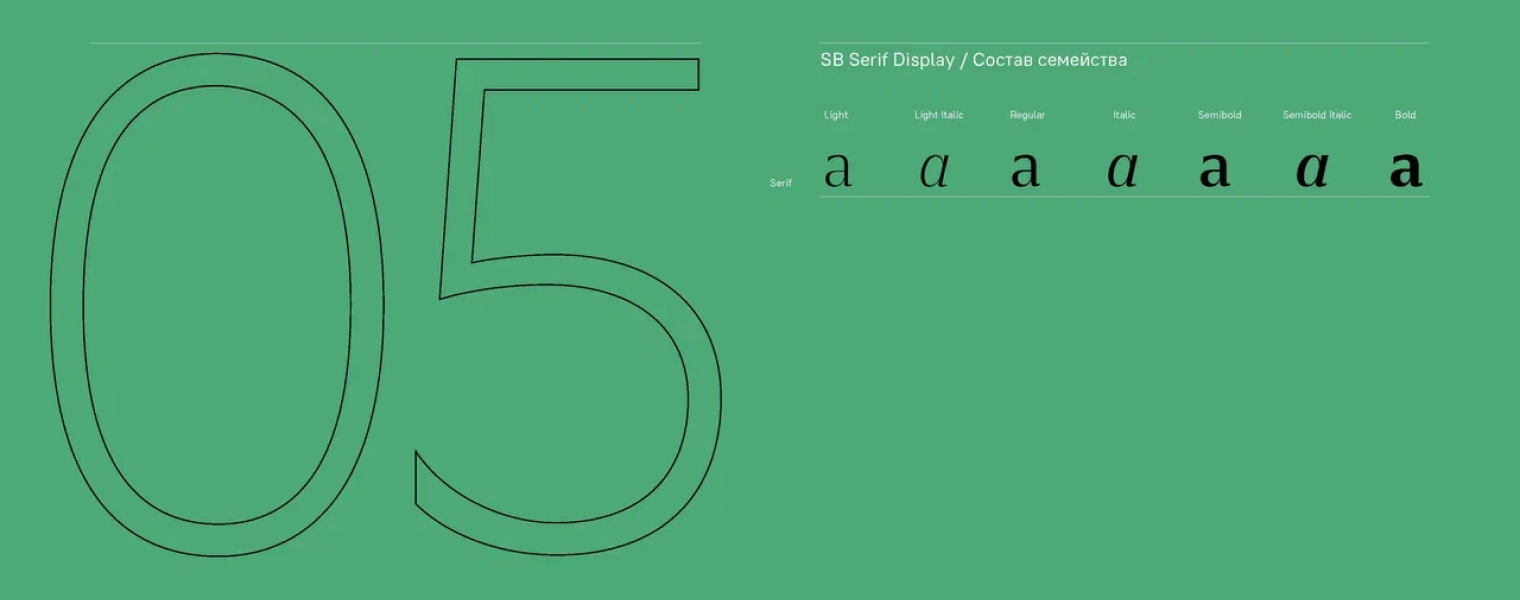 05
SB Serif Display / Состав семейства
Light Light Italic Regular Italic Semibold Semibold Italic Bold
Serif a a a a a a a